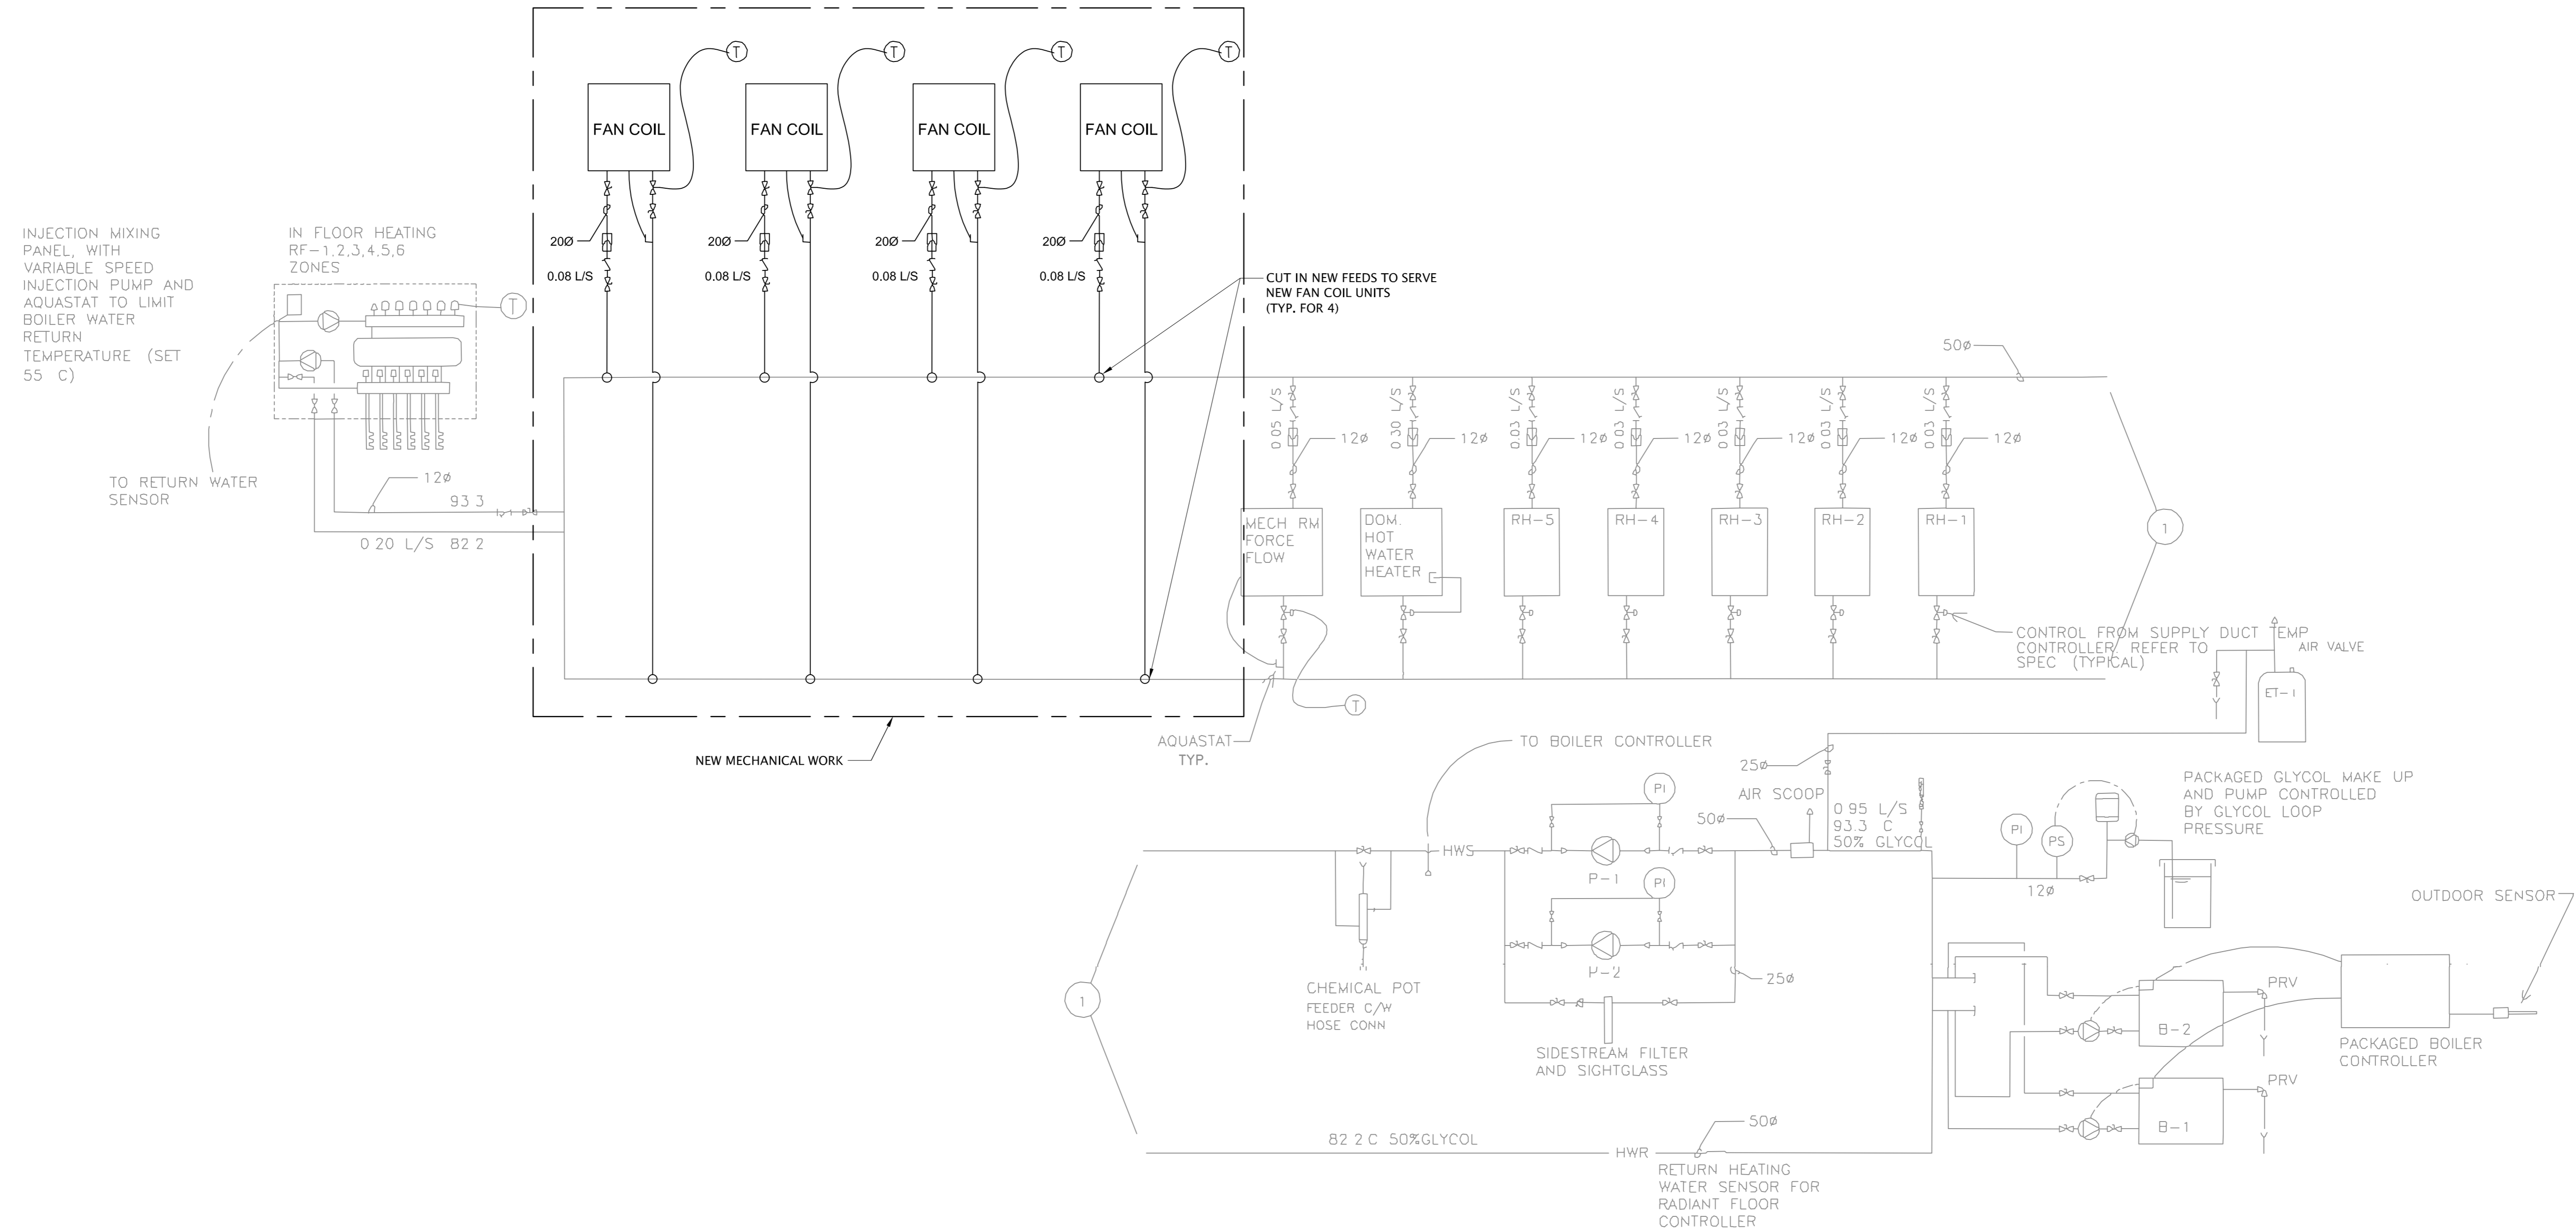 T
T
T
T
FAN COIL
FAN COIL
FAN COIL
FAN COIL
20Ø
20Ø
20Ø
20Ø
0.08 L/S
0.08 L/S
0.08 L/S
0.08 L/S
INJECTION MIXING
PANEL, WITH
VARIABLE SPEED
INJECTION PUMP AND
AQUASTAT TO LIMIT
BOILER WATER
RETURN
TEMPERATURE (SET
55 C)
IN FLOOR HEATING
RF-1,2,3,4,5,6
ZONES
T
TO RETURN WATER
SENSOR
12ø
93 3
0 20 L/S 82 2
CUT IN NEW FEEDS TO SERVE
NEW FAN COIL UNITS
(TYP. FOR 4)
NEW MECHANICAL WORK
50ø
0 05 L/S
0 30 L/S
0.03 L/S
0 03 L/S
0 03 L/S
0 03 L/S
0 03 L/S
12ø
12ø
12ø
12ø
12ø
12ø
12ø
MECH RM
FORCE
FLOW
DOM.
HOT
WATER
HEATER
RH-5
RH-4
RH-3
RH-2
RH-1
1
CONTROL FROM SUPPLY DUCT TEMP
CONTROLLER. REFER TO
SPEC (TYPICAL)
AIR VALVE
ET-1
T
AQUASTAT
TYP.
TO BOILER CONTROLLER
25ø
AIR SCOOP
50ø
0 95 L/S
93.3 C
50% GLYCOL
PI
HWS
P-1
PI
P-2
25ø
CHEMICAL POT
FEEDER C/W
HOSE CONN
SIDESTREAM FILTER
AND SIGHTGLASS
PI
PS
12ø
PACKAGED GLYCOL MAKE UP
AND PUMP CONTROLLED
BY GLYCOL LOOP
PRESSURE
OUTDOOR SENSOR
PRV
B-2
PACKAGED BOILER
CONTROLLER
PRV
B-1
1
82 2 C 50%GLYCOL
HWR
50ø
RETURN HEATING
WATER SENSOR FOR
RADIANT FLOOR
CONTROLLER